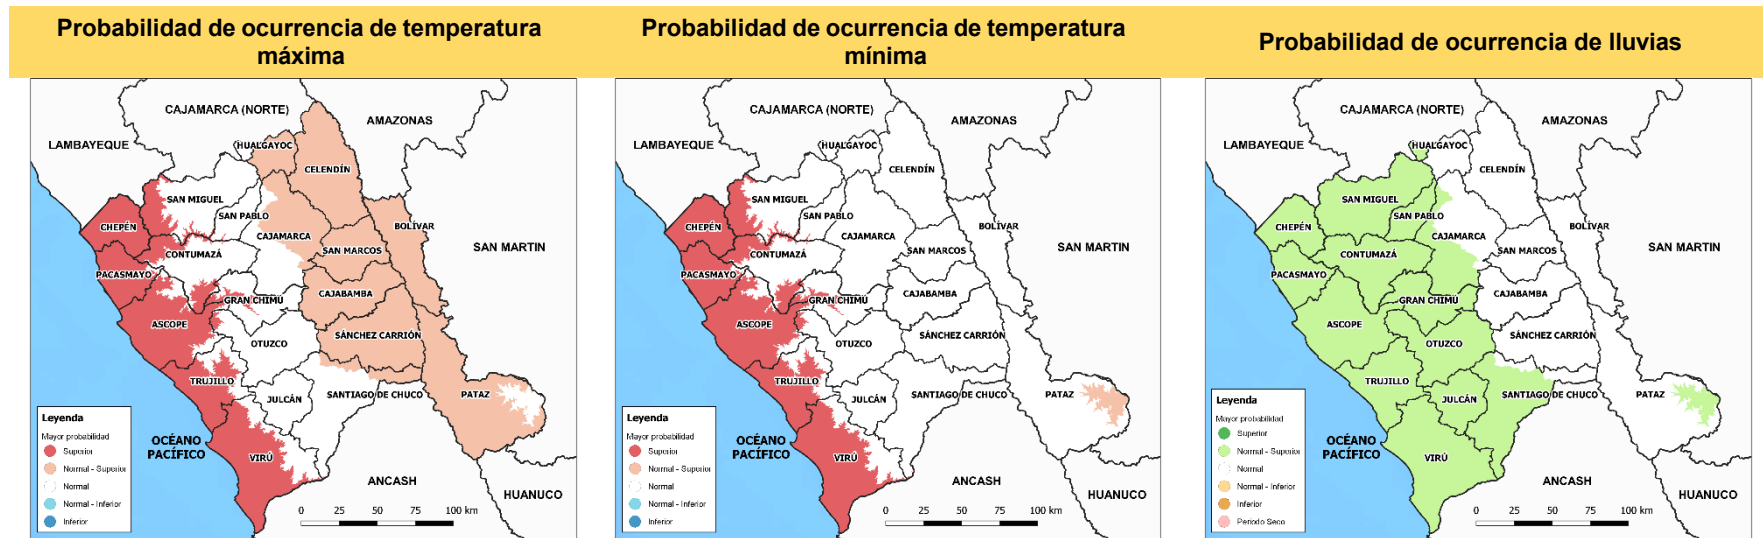 Probabilidad de ocurrencia de temperatura
máxima
CAJAMARCA (NORTE)
AMAZONAS
LAMBAYEQUE
HUALGAYOC
CELENDÍN
SAN MIGUEL
SAN PABLO
CHEPÉN
CAJAMARCA
BOLÍVAR
SAN MARCOS
SAN MARTIN
CONTUMAZÁ
PACASMAYO
CAJABAMBA
GRAN CHIMÚ
ASCOPE
SÁNCHEZ CARRIÓN
OTUZCO
TRUJILLO
JULCÁN
SANTIAGO DE CHUCO
PATAZ
OCÉANO
PACÍFICO
VIRÚ
ANCASH
HUANUCO
Leyenda
Mayor probabilidad
Superior
Normal - Superior
Normal
Normal - Inferior
Inferior
0 25 50 75 100 km
Probabilidad de ocurrencia de temperatura
mínima
CAJAMARCA (NORTE)
AMAZONAS
LAMBAYEQUE
HUALGAYOC
CELENDÍN
SAN MIGUEL
SAN PABLO
CHEPÉN
CAJAMARCA
BOLÍVAR
SAN MARCOS
SAN MARTIN
CONTUMAZÁ
PACASMAYO
CAJABAMBA
GRAN CHIMÚ
ASCOPE
SÁNCHEZ CARRIÓN
OTUZCO
TRUJILLO
JULCÁN
SANTIAGO DE CHUCO
PATAZ
OCÉANO
PACÍFICO
VIRÚ
ANCASH
HUANUCO
Leyenda
Mayor probabilidad
Superior
Normal - Superior
Normal
Normal - Inferior
Inferior
0 25 50 75 100 km
Probabilidad de ocurrencia de lluvias
CAJAMARCA (NORTE)
AMAZONAS
LAMBAYEQUE
HUALGAYOC
CELENDÍN
SAN MIGUEL
SAN PABLO
CHEPÉN
CAJAMARCA
BOLÍVAR
SAN MARCOS
SAN MARTIN
CONTUMAZÁ
PACASMAYO
CAJABAMBA
GRAN CHIMÚ
ASCOPE
SÁNCHEZ CARRIÓN
OTUZCO
TRUJILLO
JULCÁN
SANTIAGO DE CHUCO
PATAZ
OCÉANO
PACÍFICO
VIRÚ
ANCASH
HUANUCO
Leyenda
Mayor probabilidad
Superior
Normal - Superior
Normal
Normal - Inferior
Inferior
Periodo Seco
0 25 50 75 100 km